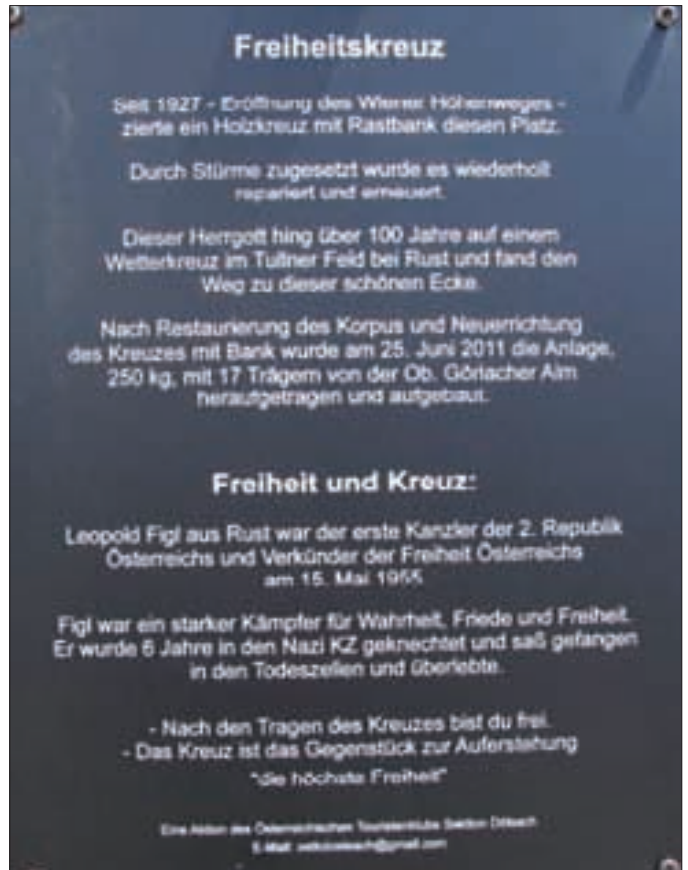 Freiheitskreuz
Seit 1927 - Eröffnung des Wiener Höhenweges -
zierte ein Holzkreuz mit Rastbank diesen Platz.
Durch Stürme zugesetzt wurde es wiederholt
repariert und erneuert.
Dieser Herrgott hing über 100 Jahre auf einem
Wetterkreuz im Tullner Feld bei Rust und fand den
Weg zu dieser schönen Ecke.
Nach Restaurierung des Korpus und Neuerrichtung
des Kreuzes mit Bank wurde am 25. Juni 2011 die Anlage,
250 kg, mit 17 Trägern von der Ob. Göriacher Alm
heraufgetragen und aufgebaut.
Freiheit und Kreuz:
Leopold Figl aus Rust war der erste Kanzler der 2. Republik
Österreichs und Verkünder der Freiheit Österreichs
am 15. Mai 1955
Figl war ein starker Kämpfer für Wahrheit, Friede und Freiheit.
Er wurde 6 Jahre in den Nazi KZ geknechtet und saß gefangen
in den Todeszellen und überlebte.
- Nach den Tragen des Kreuzes bist du frei.
- Das Kreuz ist das Gegenstück zur Auferstehung
"die höchste Freiheit"
Eine Aktion des Österreichischen Touristenklubs Sektion
E-Mail: